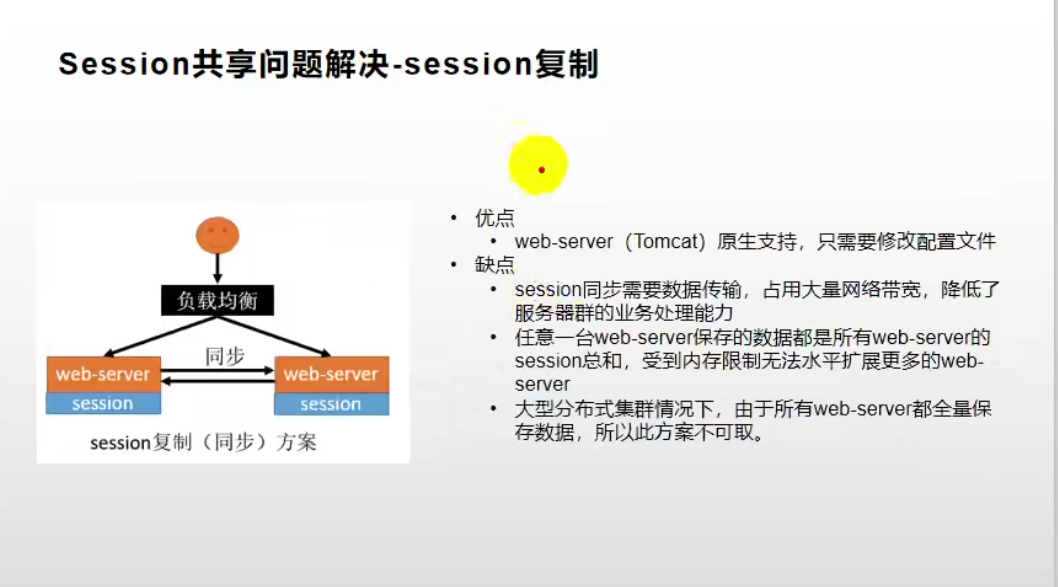 Session共享问题解决-session复制
负载均衡
同步
web-server web-server
session session
session复制（同步）方案
• 优点
• web-server（Tomcat）原生支持，只需要修改配置文件
• 缺点
• session同步需要数据传输，占用大量网络带宽，降低了
服务器群的业务处理能力
• 任意一台web-server保存的数据都是所有web-server的
session总和，受到内存限制无法水平扩展更多的web-
server
• 大型分布式集群情况下，由于所有web-server都全量保
存数据，所以此方案不可取。